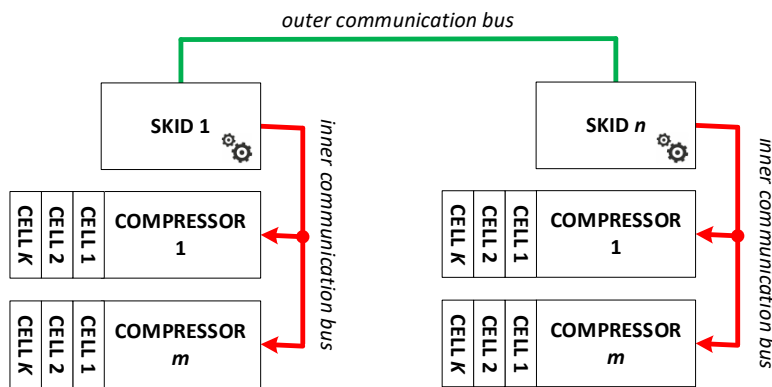 outer communication bus
SKID 1
inner communication bus
CELL K
CELL 2
CELL 1
COMPRESSOR
1
CELL K
CELL 2
CELL 1
COMPRESSOR
m
SKID n
inner communication bus
CELL K
CELL 2
CELL 1
COMPRESSOR
1
CELL K
CELL 2
CELL 1
COMPRESSOR
m